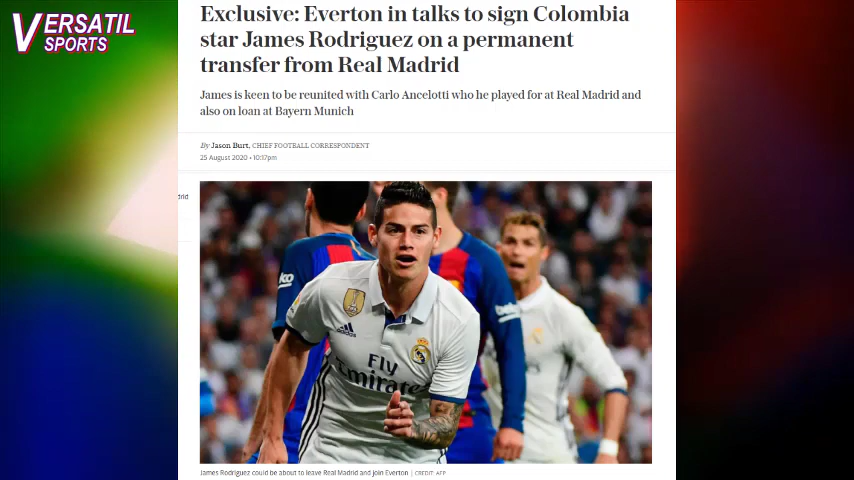 VERSATIL
SPORTS
Exclusive: Everton in talks to sign Colombia
star James Rodriguez on a permanent
transfer from Real Madrid
James is keen to be reunited with Carlo Ancelotti who he played for at Real Madrid and
also on loan at Bayern Munich
By Jason Burt, CHIEF FOOTBALL CORRESPONDENT
25 August 2020 • 10:17pm
drid
ko
adidas
Fly
Emirates
James Rodriguez could be about to leave Real Madrid and join Everton | CREDIT: AFP